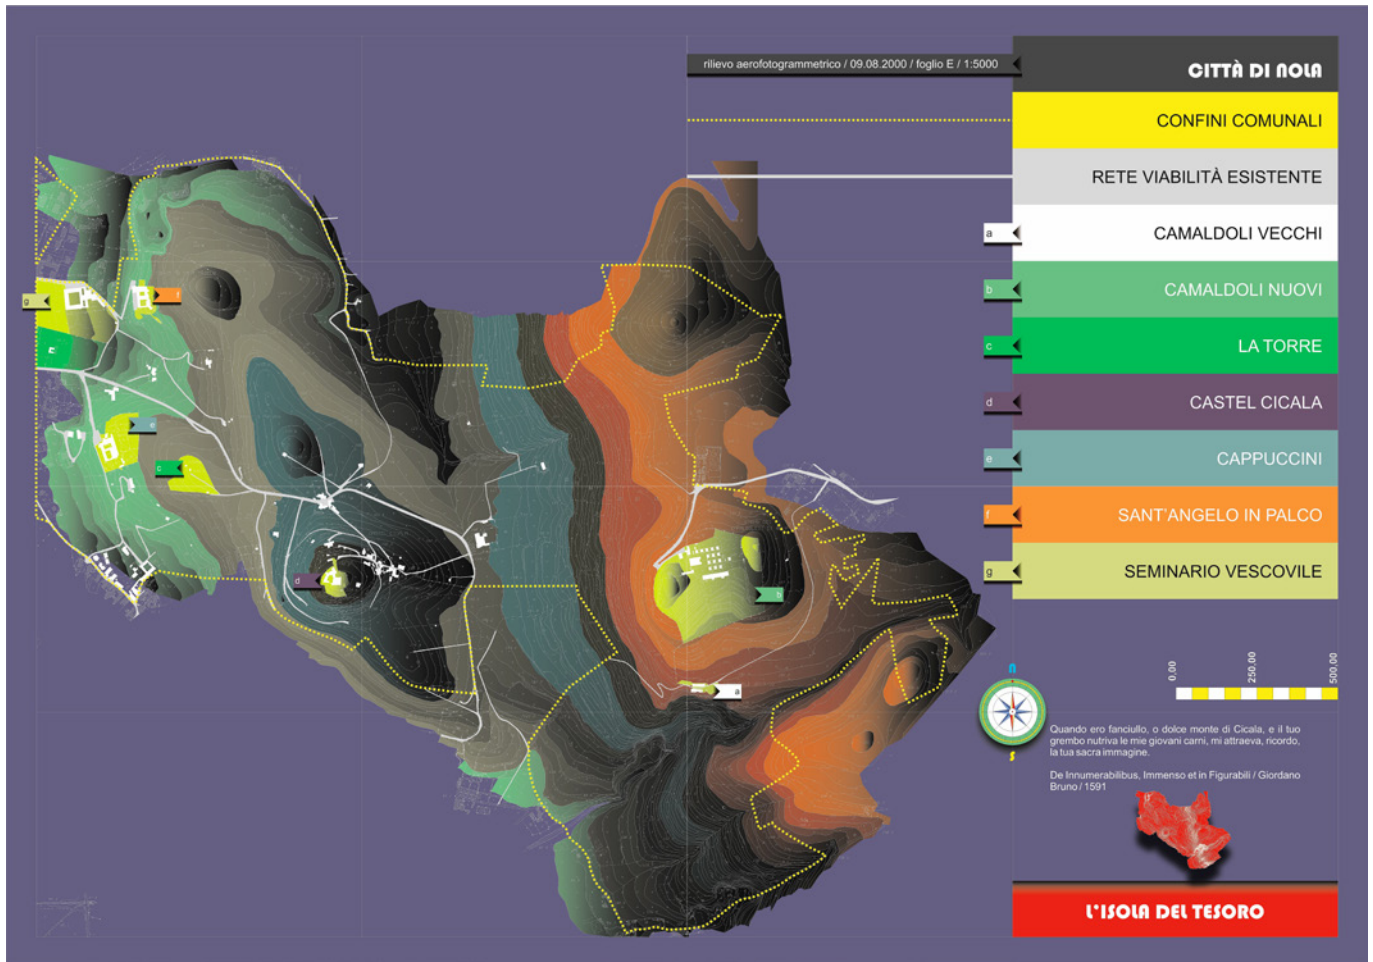 rilievo aerofotogrammetrico / 09.08.2000 / foglio E / 1:5000
CITTÀ DI NOLA
CONFINI COMUNALI
RETE VIABILITÀ ESISTENTE
a
CAMALDOLI VECCHI
b
CAMALDOLI NUOVI
c
LA TORRE
d
CASTEL CICALA
e
CAPPUCCINI
f
SANT'ANGELO IN PALCO
g
SEMINARIO VESCOVILE
g
f
e
c
d
b
a
N
S
0,00
250.00
500.00
Quando ero fanciullo, o dolce monte di Cicala, e il tuo
grembo nutriva le mie giovani carni, mi attraeva, ricordo,
la tua sacra immagine.
De Innumerabilibus, Immenso et in Figurabili / Giordano
Bruno / 1591
L'ISOLA DEL TESORO